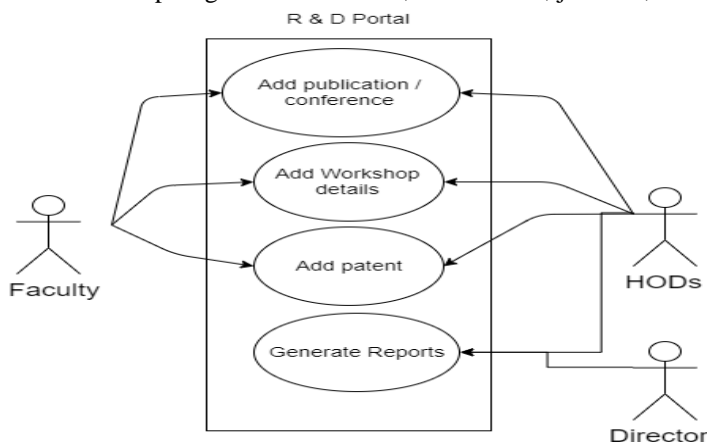 R & D Portal
Add publication /
conference
Add Workshop
details
Add patent
Generate Reports
Faculty
HODs
Director